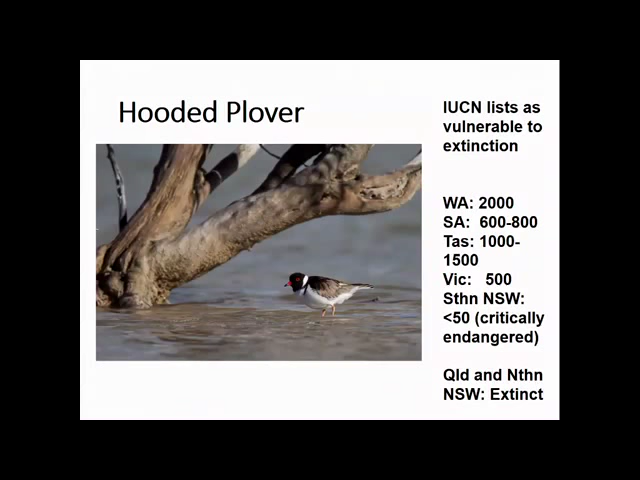 Hooded Plover
IUCN lists as
vulnerable to
extinction
WA: 2000
SA: 600-800
Tas: 1000-
1500
Vic: 500
Sthn NSW:
<50 (critically
endangered)
Qld and Nthn
NSW: Extinct